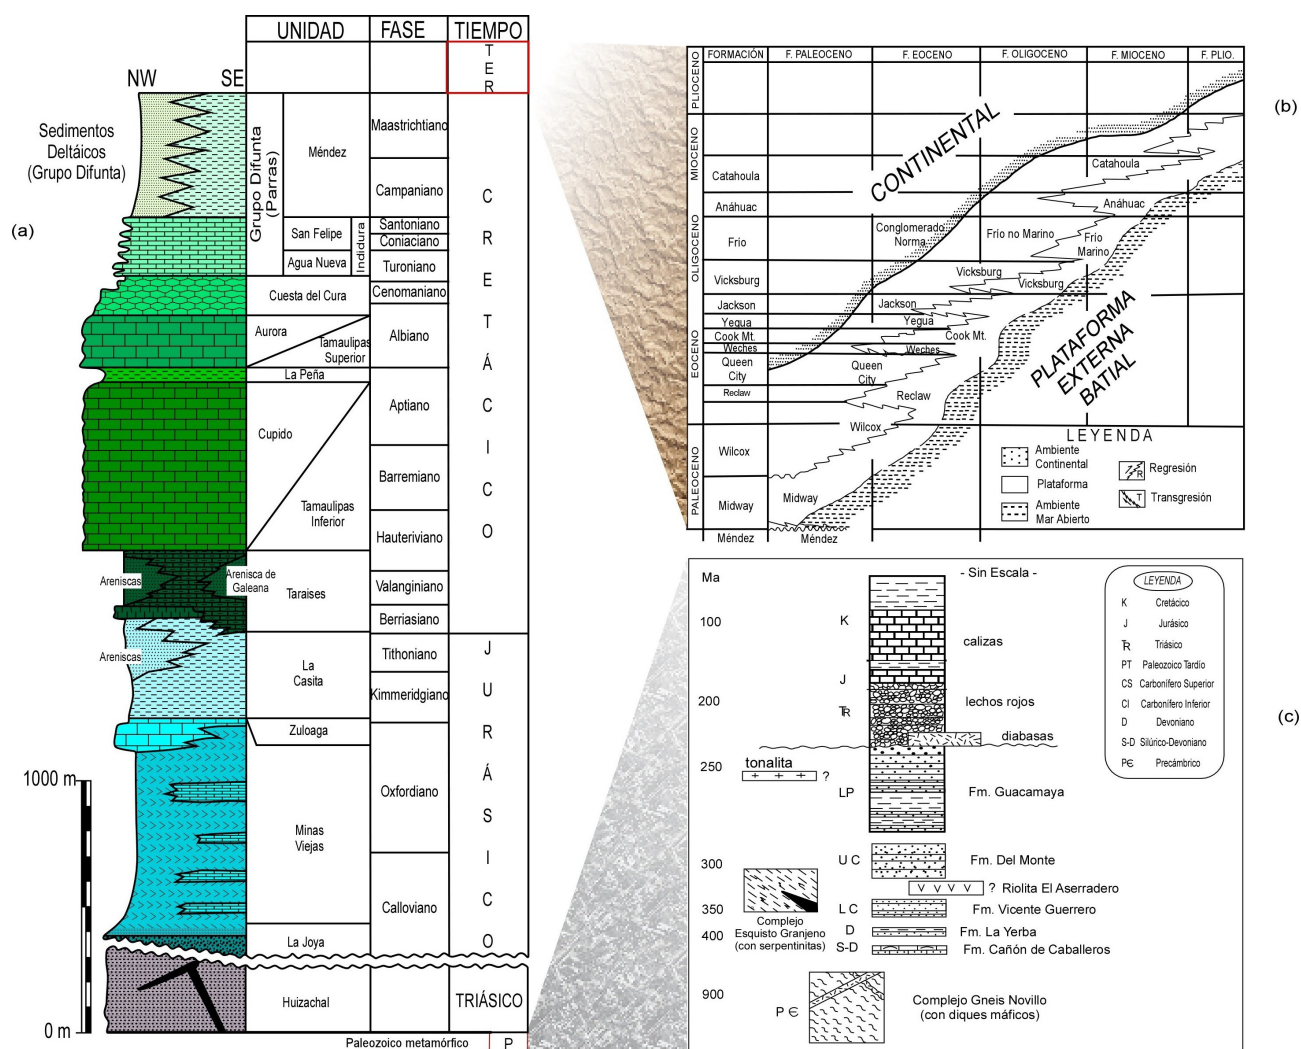 UNIDAD
FASE
TIEMPO
T
E
R
NW
SE
Sedimentos
Deltáicos
(Grupo Difunta)
(a)
Grupo Difunta
(Parras)
Méndez
Maastrichtiano
Campaniano
San Felipe
Indidura
Santoniano
Coniaciano
Agua Nueva
Turoniano
Cuesta del Cura
Cenomaniano
Aurora
Tamaulipas
Superior
Albiano
La Peña
Cupido
Aptiano
Barremiano
Tamaulipas
Inferior
Hauteriviano
Areniscas
Arenisca de
Galeana
Taraises
Valanginiano
Berriasiano
Areniscas
La
Casita
Tithoniano
Kimmeridgiano
Zuloaga
1000 m
Oxfordiano
Minas
Viejas
Calloviano
La Joya
C
R
E
T
Á
C
I
C
O
J
U
R
Á
S
I
C
O
Huizachal
TRIÁSICO
0 m
Paleozoico metamórfico
P
FORMACIÓN
F. PALEOCENO
F. EOCENO
F. OLIGOCENO
F. MIOCENO
F. PLIO.
(b)
PLIOCENO
MIOCENO
OLIGOCENO
EOCENO
PALEOCENO
CONTINENTAL
Catahoula
Catahoula
Anáhuac
Anáhuac
Frío
Conglomerado
Norma
Frío no Marino
Frío
Marino
Vicksburg
Vicksburg
Vicksburg
Jackson
Jackson
Yegua
Yegua
Cook Mt.
Cook Mt.
Weches
Weches
Queen
City
Queen
City
Reclaw
Reclaw
Wilcox
Wilcox
Midway
Midway
Méndez
Méndez
PLATAFORMA
EXTERNA
BATIAL
LEYENDA
Ambiente
Continental
R
Regresión
Plataforma
T
Transgresión
Ambiente
Mar Abierto
Ma
- Sin Escala -
100
K
calizas
J
200
TR
lechos rojos
diabasas
250
tonalita
?
LP
Fm. Guacamaya
300
U C
Fm. Del Monte
? Riolita El Aserradero
350
L C
Fm. Vicente Guerrero
Complejo
Esquisto Granjeno
(con serpentinitas)
400
D
Fm. La Yerba
S-D
Fm. Cañón de Caballeros
900
P Є
Complejo Gneis Novillo
(con diques máficos)
LEYENDA
K Cretácico
J Jurásico
TR Triásico
PT Paleozoico Tardío
CS Carbonífero Superior
CI Carbonífero Inferior
D Devoniano
S-D Silúrico-Devoniano
PЄ Precámbrico
(c)